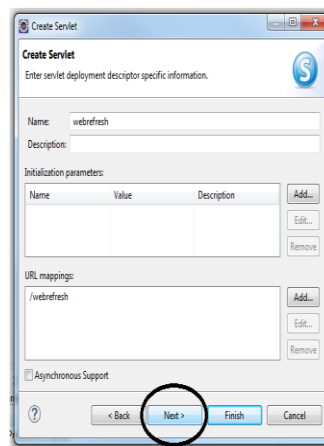 Create Servlet
Create Servlet
Enter servlet deployment descriptor specific information.
S
Name: webrefresh
Description:
Initialization parameters:
Name Value Description
Add...
Edit...
Remove
URL mappings:
/webrefresh
Add...
Edit...
Remove
Asynchronous Support
? < Back Next > Finish Cancel